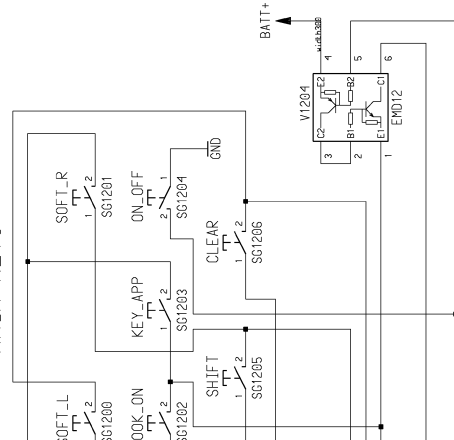 BATT+
width300
4
5
6
E2
B2
C1
V1204
EMD12
C2
B1
E1
3
2
1
GND
SOFT_R
2
1
SG1201
ON_OFF
1
2
SG1204
CLEAR
2
1
SG1206
KEY_APP
2
1
SG1203
SHIFT
2
1
SG1205
SOFT_L
2
1
SG1200
OOK_ON
2
1
SG1202